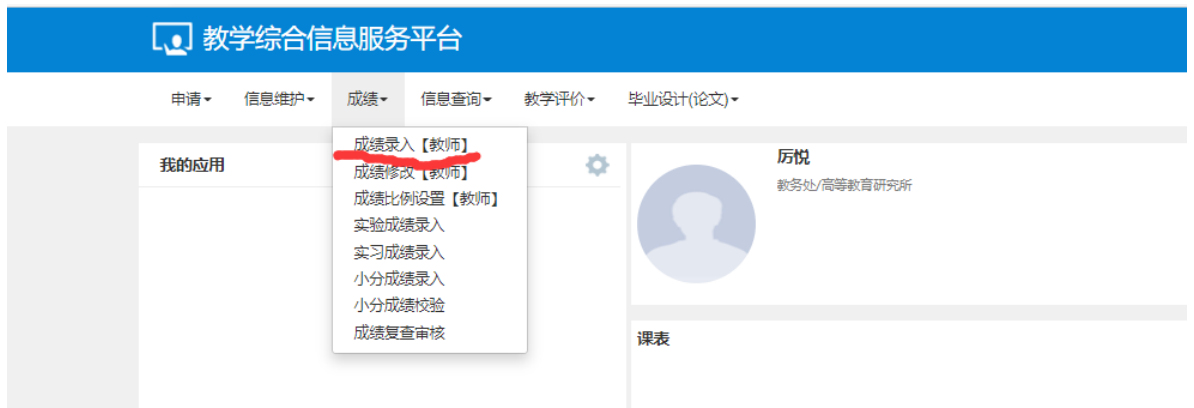 教学综合信息服务平台
申请 信息维护 成绩 信息查询 教学评价 毕业设计(论文)
我的应用
成绩录入【教师】
成绩修改【教师】
成绩比例设置【教师】
实验成绩录入
实习成绩录入
小分成绩录入
小分成绩校验
成绩复查审核
厉悦
教务处/高等教育研究所
课表